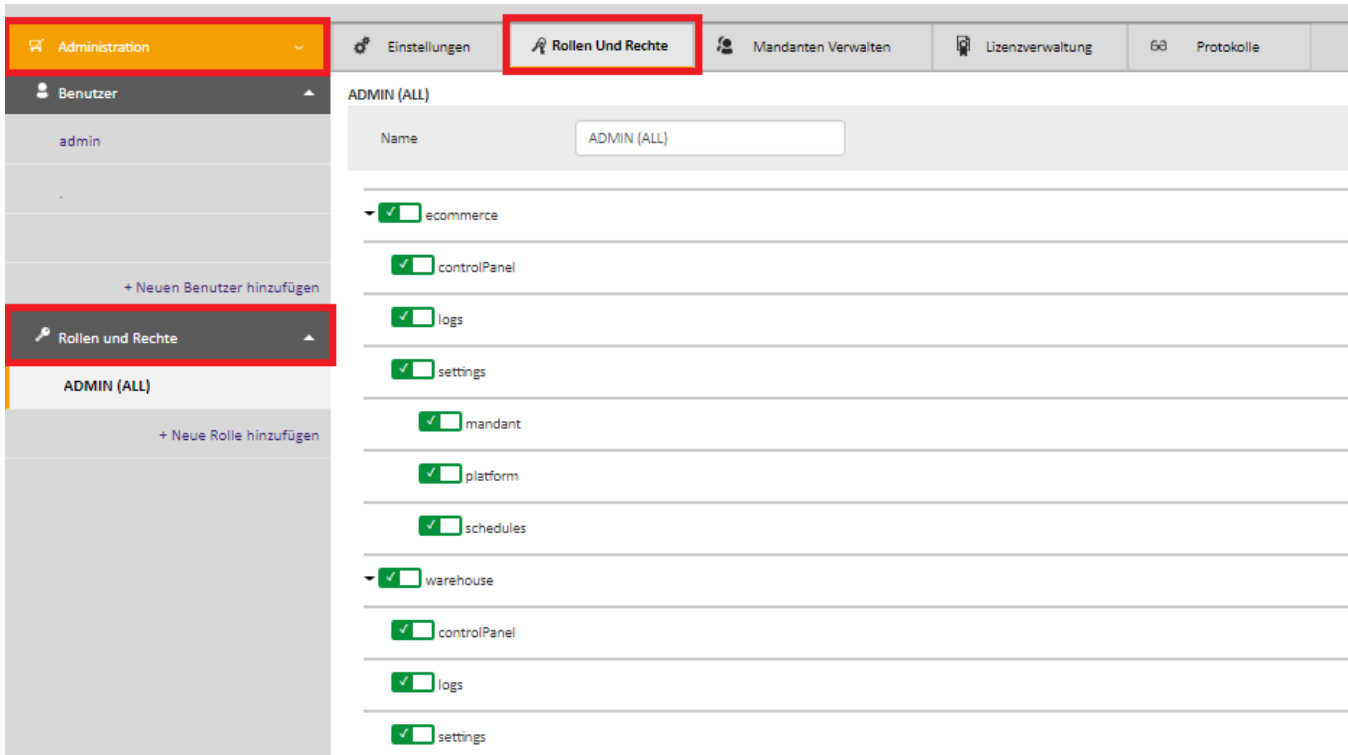 Administration
Einstellungen
Rollen Und Rechte
Mandanten Verwalten
Lizenzverwaltung
Protokolle
Benutzer
admin
.
+ Neuen Benutzer hinzufügen
Rollen und Rechte
ADMIN (ALL)
+ Neue Rolle hinzufügen
ADMIN (ALL)
Name ADMIN (ALL)
ecommerce
controlPanel
logs
settings
mandant
platform
schedules
warehouse
controlPanel
logs
settings